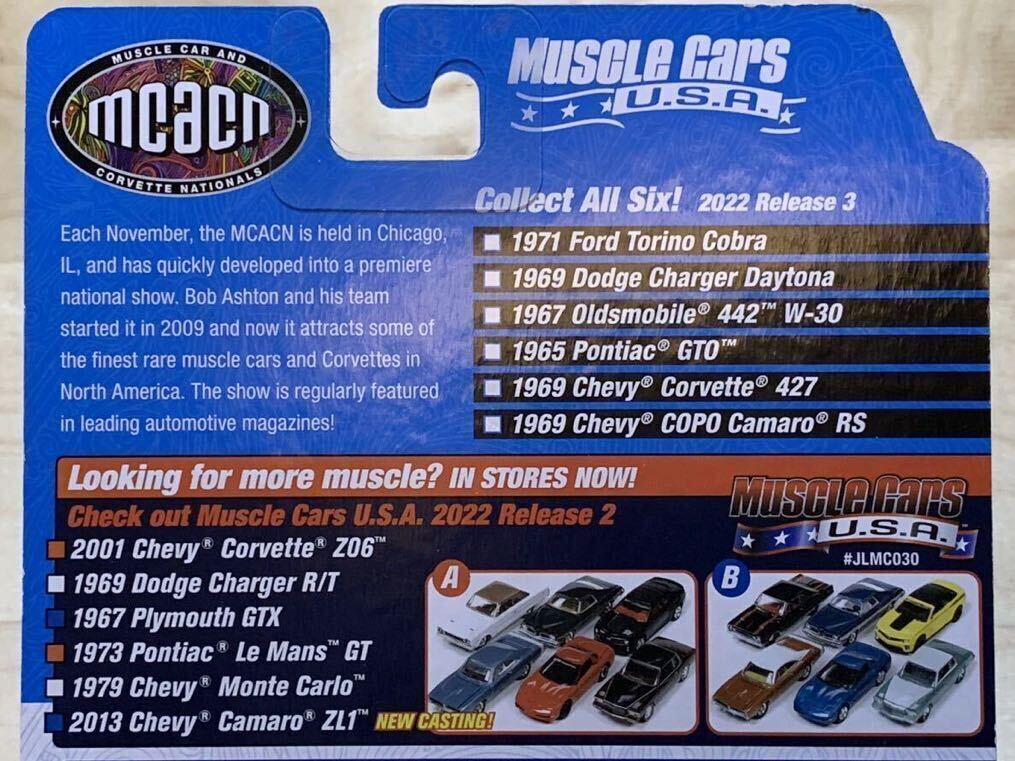 MUSCLE CAR AND
mcacn
CORVETTE NATIONALS
MUSCLE CARS
U.S.A.
Each November, the MCACN is held in Chicago,
IL, and has quickly developed into a premiere
national show. Bob Ashton and his team
started it in 2009 and now it attracts some of
the finest rare muscle cars and Corvettes in
North America. The show is regularly featured
in leading automotive magazines!
Collect All Six! 2022 Release 3
1971 Ford Torino Cobra
1969 Dodge Charger Daytona
1967 Oldsmobile® 442™ W-30
1965 Pontiac® GTO™
1969 Chevy® Corvette® 427
1969 Chevy® COPO Camaro® RS
Looking for more muscle? IN STORES NOW!
Check out Muscle Cars U.S.A. 2022 Release 2
2001 Chevy® Corvette® Z06™
1969 Dodge Charger R/T
1967 Plymouth GTX
1973 Pontiac® Le Mans™ GT
1979 Chevy® Monte Carlo™
2013 Chevy® Camaro® ZL1™ NEW CASTING!
MUSCLE CARS
U.S.A.™
#JLMC030
A
B